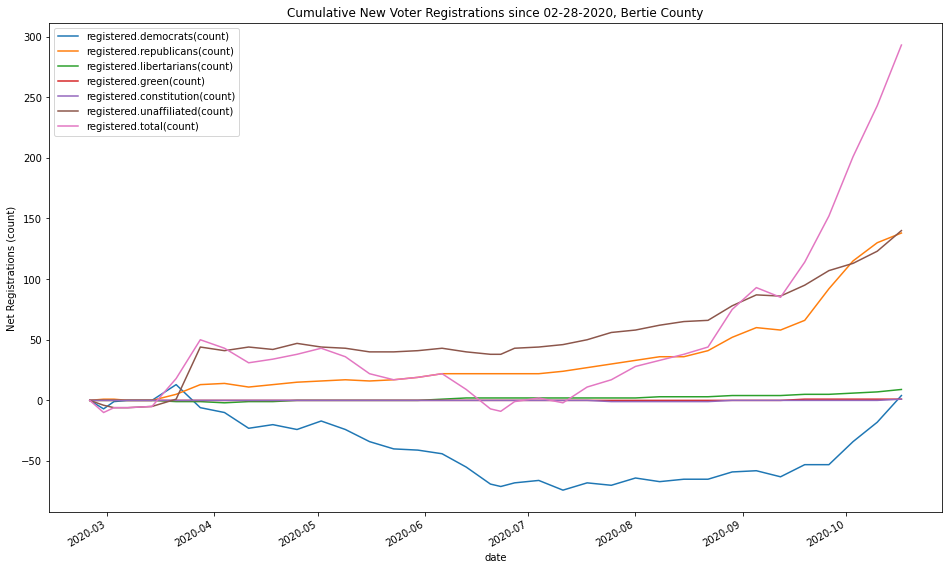 Cumulative New Voter Registrations since 02-28-2020, Bertie County
registered.democrats(count)
registered.republicans(count)
registered.libertarians(count)
registered.green(count)
registered.constitution(count)
registered.unaffiliated(count)
registered.total(count)
Net Registrations (count)
300
250
200
150
100
50
0
−50
2020-03
2020-04
2020-05
2020-06
2020-07
2020-08
2020-09
2020-10
date